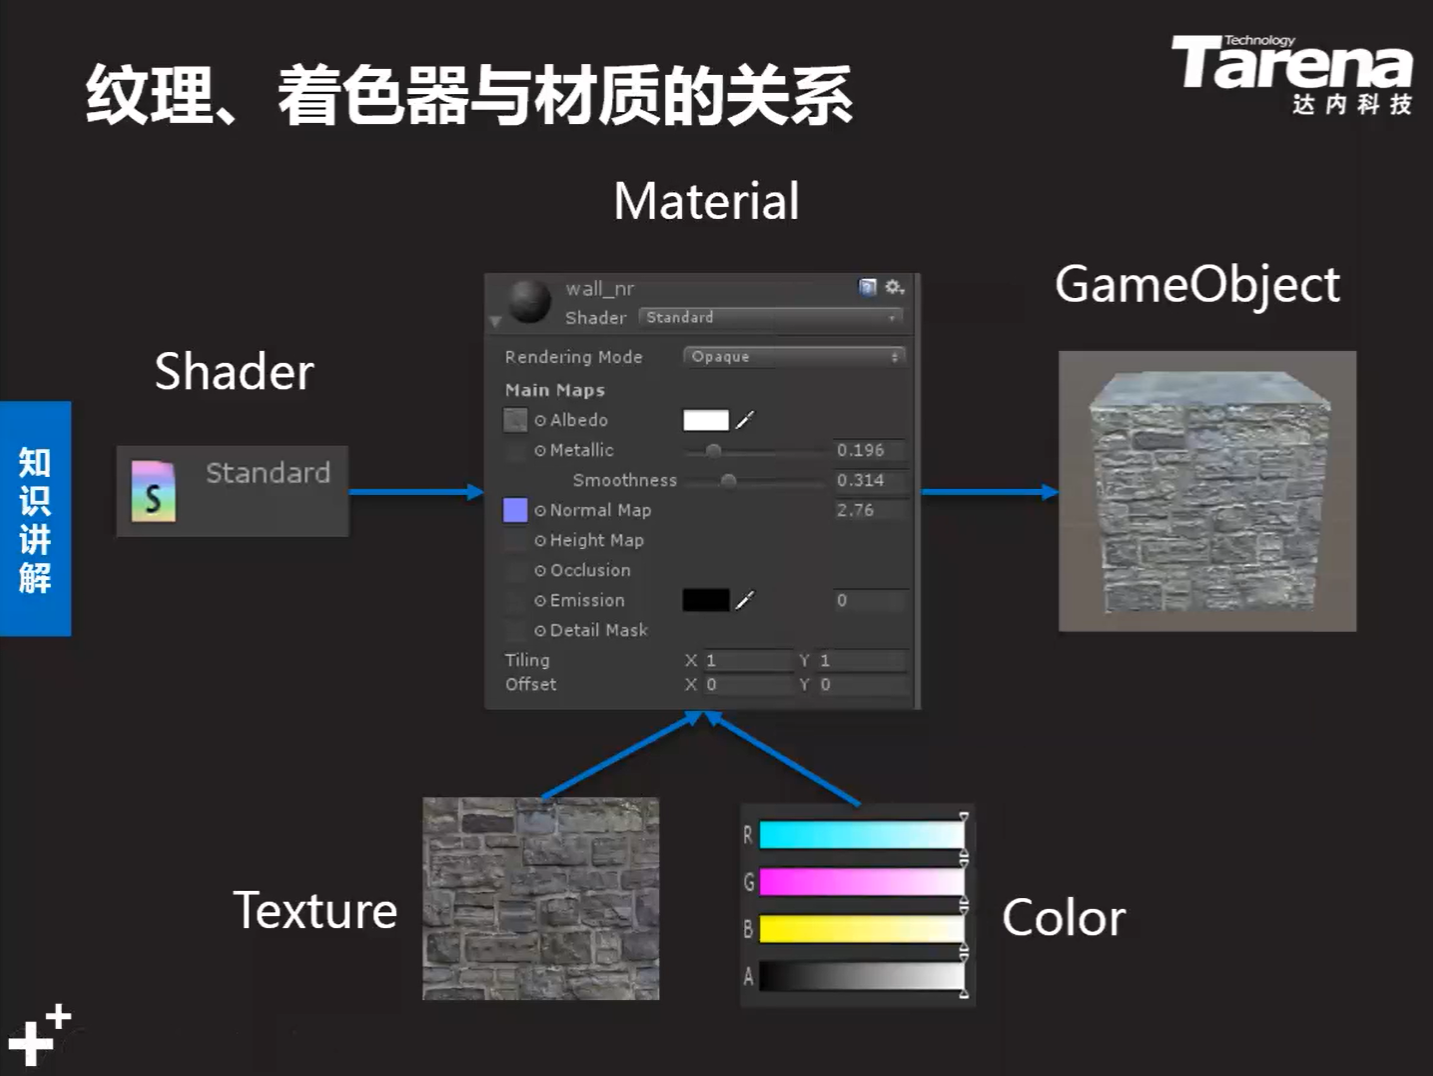 纹理、着色器与材质的关系
Technology
Tarena
达内科技
Material
GameObject
wall_nr
Shader Standard
Rendering Mode Opaque
Main Maps
Albedo
Metallic 0.196
Smoothness 0.314
Normal Map 2.76
Height Map
Occlusion
Emission 0
Detail Mask
Tiling X 1 Y 1
Offset X 0 Y 0
Shader
S Standard
知识讲解
Texture
R
G
B
A
Color